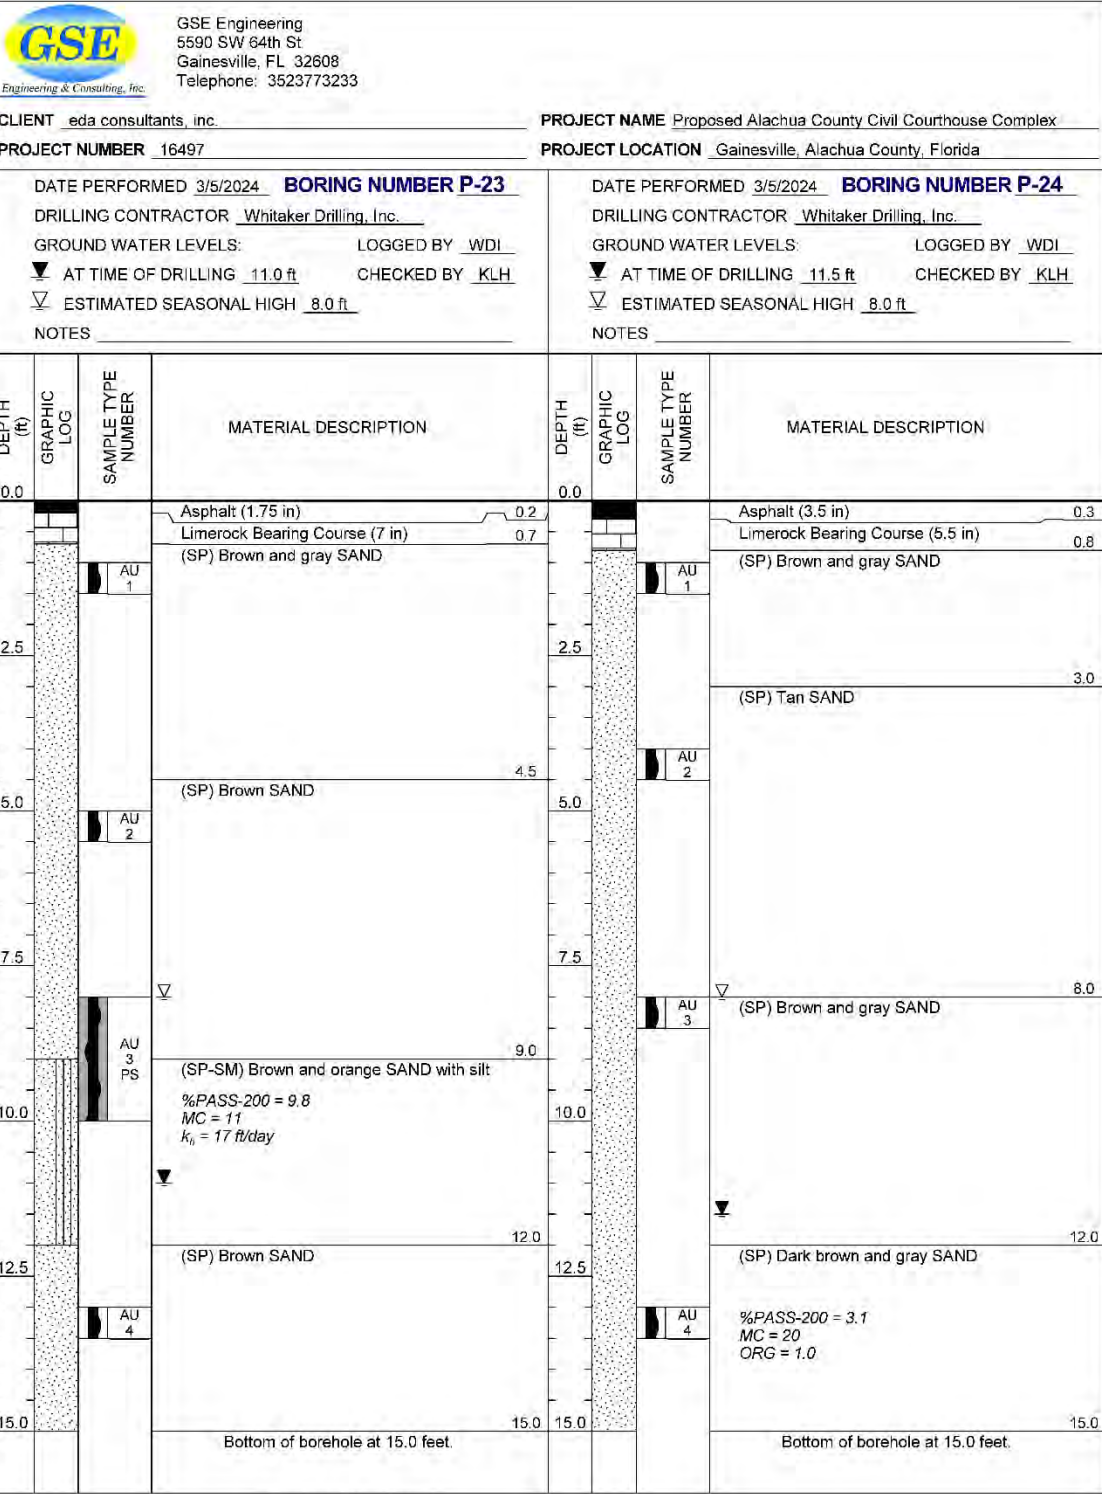 GSE
Engineering & Consulting, Inc.
GSE Engineering
5590 SW 64th St
Gainesville, FL 32608
Telephone: 3523773233
CLIENT eda consultants, inc.
PROJECT NAME Proposed Alachua County Civil Courthouse Complex
PROJECT NUMBER 16497
PROJECT LOCATION Gainesville, Alachua County, Florida
DATE PERFORMED 3/5/2024 BORING NUMBER P-23
DRILLING CONTRACTOR Whitaker Drilling, Inc.
GROUND WATER LEVELS: LOGGED BY WDI
AT TIME OF DRILLING 11.0 ft CHECKED BY KLH
ESTIMATED SEASONAL HIGH 8.0 ft
NOTES
DEPTH
(ft)
GRAPHIC
LOG
SAMPLE TYPE
NUMBER
MATERIAL DESCRIPTION
0.0
Asphalt (1.75 in) 0.2
Limerock Bearing Course (7 in) 0.7
(SP) Brown and gray SAND
AU
1
2.5
4.5
(SP) Brown SAND
5.0
AU
2
7.5
AU
3
PS
9.0
(SP-SM) Brown and orange SAND with silt
%PASS-200 = 9.8
MC = 11
kh = 17 ft/day
10.0
12.0
(SP) Brown SAND
12.5
AU
4
15.0
15.0
Bottom of borehole at 15.0 feet.
DATE PERFORMED 3/5/2024 BORING NUMBER P-24
DRILLING CONTRACTOR Whitaker Drilling, Inc.
GROUND WATER LEVELS: LOGGED BY WDI
AT TIME OF DRILLING 11.5 ft CHECKED BY KLH
ESTIMATED SEASONAL HIGH 8.0 ft
NOTES
DEPTH
(ft)
GRAPHIC
LOG
SAMPLE TYPE
NUMBER
MATERIAL DESCRIPTION
0.0
Asphalt (3.5 in) 0.3
Limerock Bearing Course (5.5 in) 0.8
(SP) Brown and gray SAND
AU
1
2.5
3.0
(SP) Tan SAND
AU
2
5.0
7.5
8.0
(SP) Brown and gray SAND
AU
3
10.0
12.0
(SP) Dark brown and gray SAND
12.5
AU
4
%PASS-200 = 3.1
MC = 20
ORG = 1.0
15.0
15.0
Bottom of borehole at 15.0 feet.